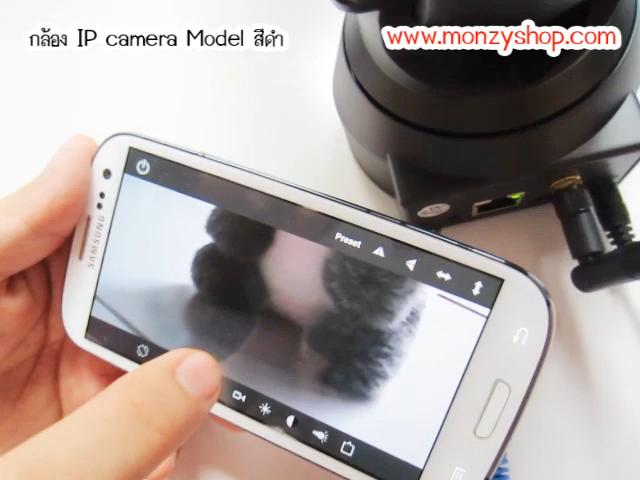 กล้อง IP camera Model สีดำ
www.monzyshop.com
SAMSUNG
Preset